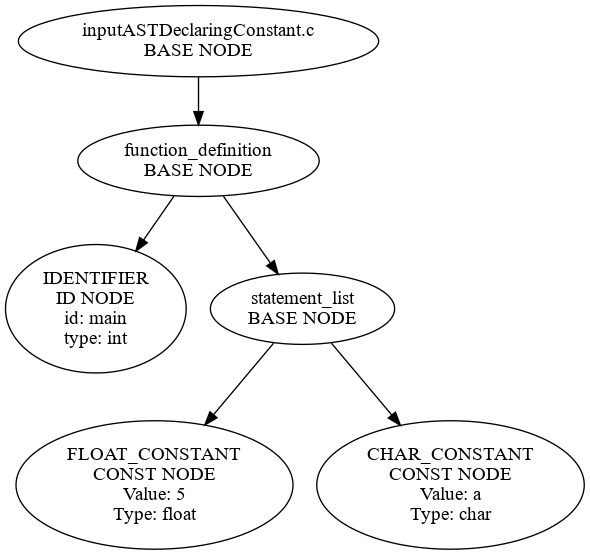 inputASTDeclaringConstant.c
BASE NODE
function_definition
BASE NODE
IDENTIFIER
ID NODE
id: main
type: int
statement_list
BASE NODE
FLOAT_CONSTANT
CONST NODE
Value: 5
Type: float
CHAR_CONSTANT
CONST NODE
Value: a
Type: char